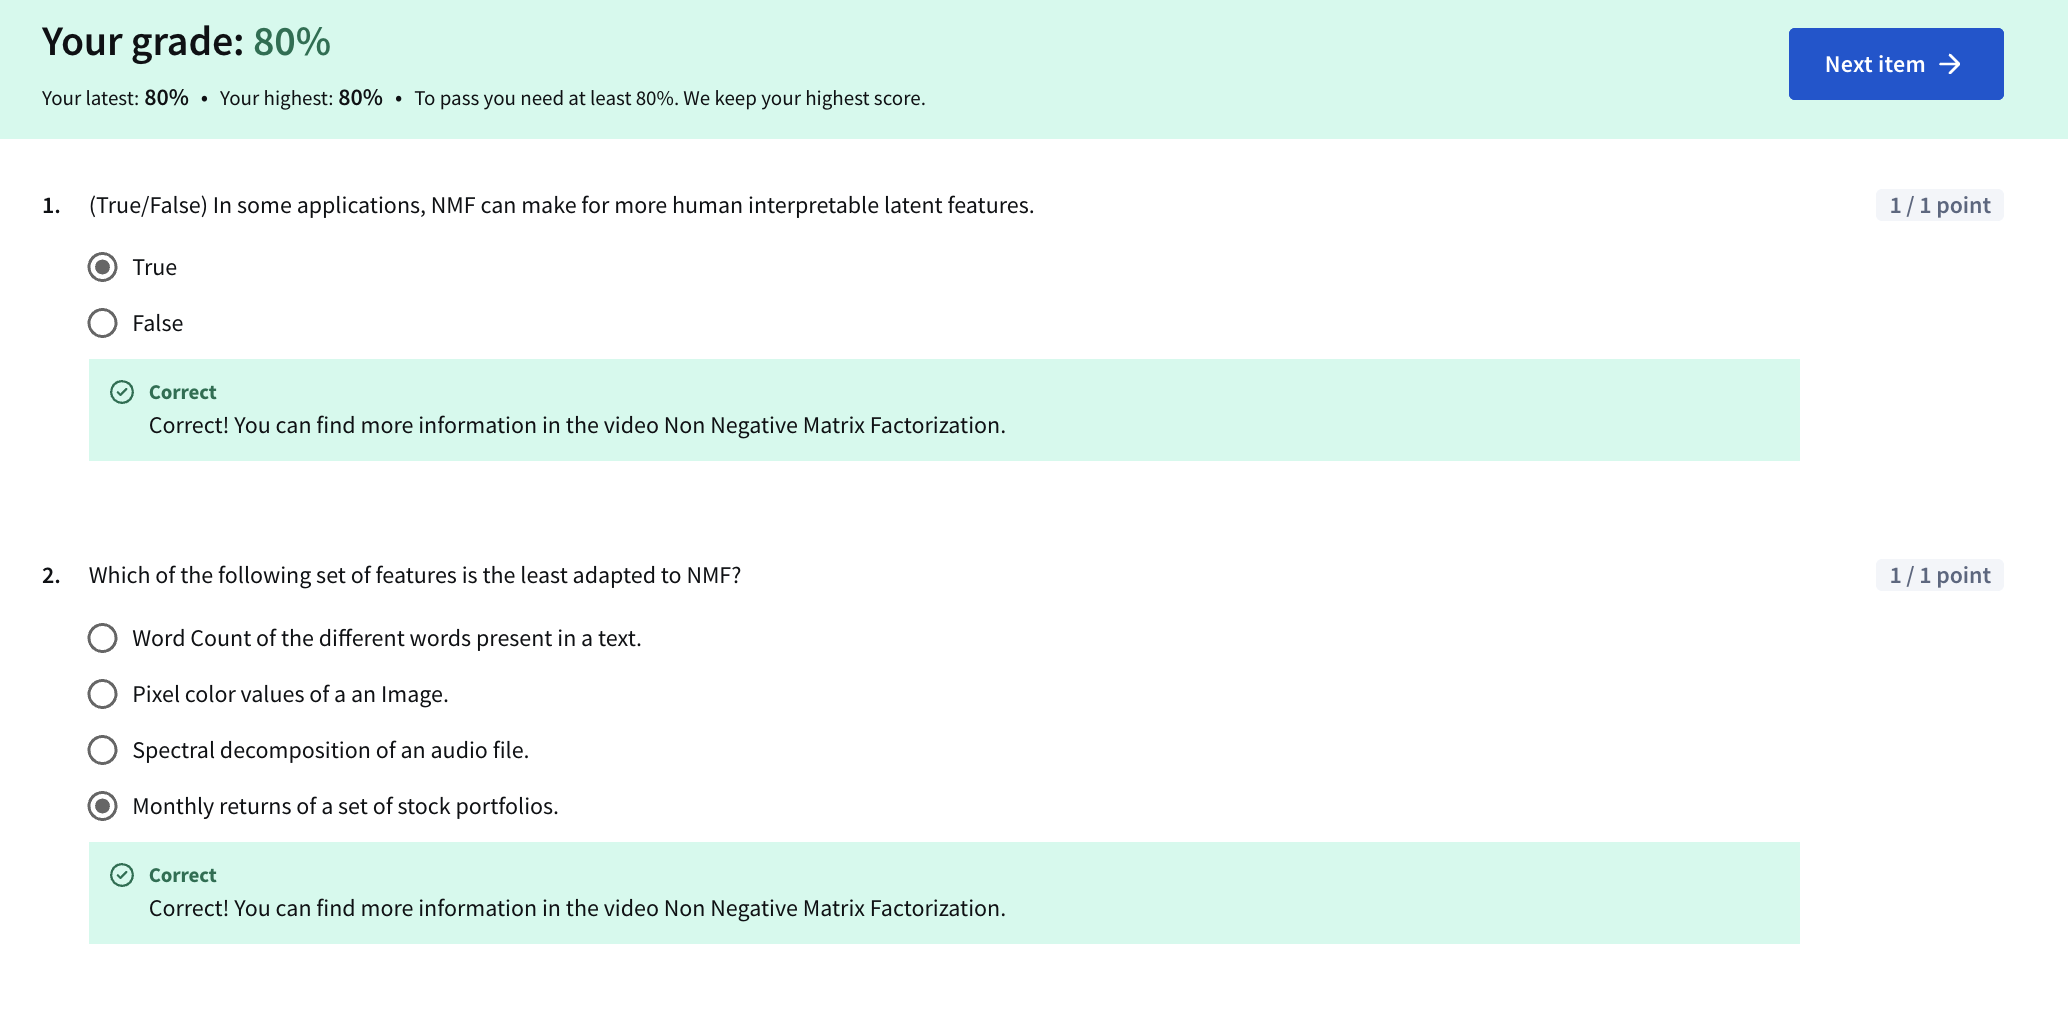 Your grade: 80%
Next item →
Your latest: 80% • Your highest: 80% • To pass you need at least 80%. We keep your highest score.
1. (True/False) In some applications, NMF can make for more human interpretable latent features.
1 / 1 point
True
False
Correct
Correct! You can find more information in the video Non Negative Matrix Factorization.
2. Which of the following set of features is the least adapted to NMF?
1 / 1 point
Word Count of the different words present in a text.
Pixel color values of a an Image.
Spectral decomposition of an audio file.
Monthly returns of a set of stock portfolios.
Correct
Correct! You can find more information in the video Non Negative Matrix Factorization.